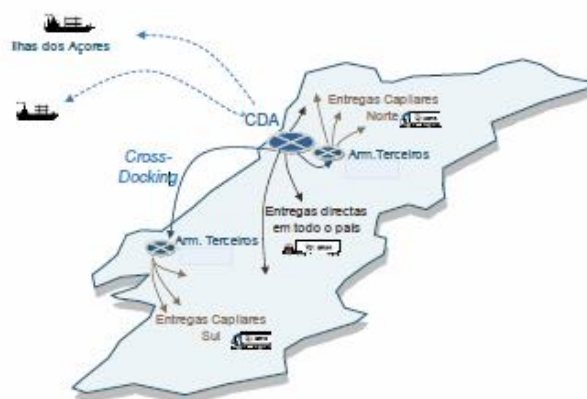 Ilhas dos Açores
CDA
Entregas Capilares
Norte
Cross-
Docking
Arm.Terceiros
Entregas directas
em todo o país
Arm. Terceiros
Entregas Capilares
Sul